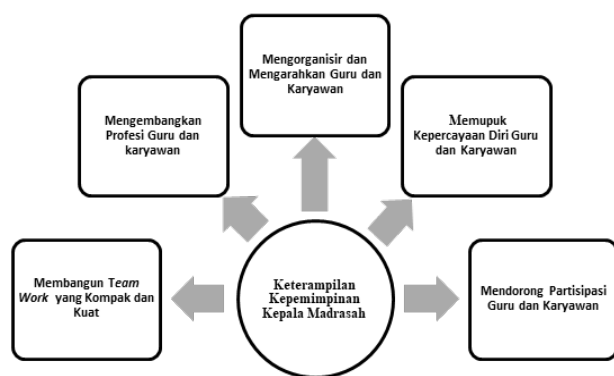 Mengorganisir dan
Mengarahkan Guru dan
Karyawan
Mengembangkan
Profesi Guru dan
karyawan
Memupuk
Kepercayaan Diri Guru
dan Karyawan
Membangun Team
Work yang Kompak dan
Kuat
Keterampilan
Kepemimpinan
Kepala Madrasah
Mendorong Partisipasi
Guru dan Karyawan